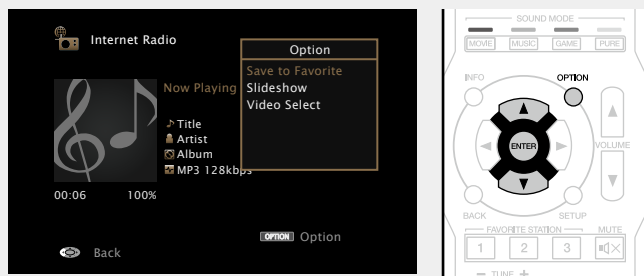 Internet Radio
Option
Save to Favorite
Slideshow
Video Select
Now Playing
Title
Artist
Album
MP3 128kbps
00:06 100%
OPTION Option
Back
SOUND MODE
MOVIE MUSIC GAME PURE
INFO OPTION
ENTER
VOLUME
BACK SETUP
FAVORITE STATION MUTE
1 2 3
− TUNE +